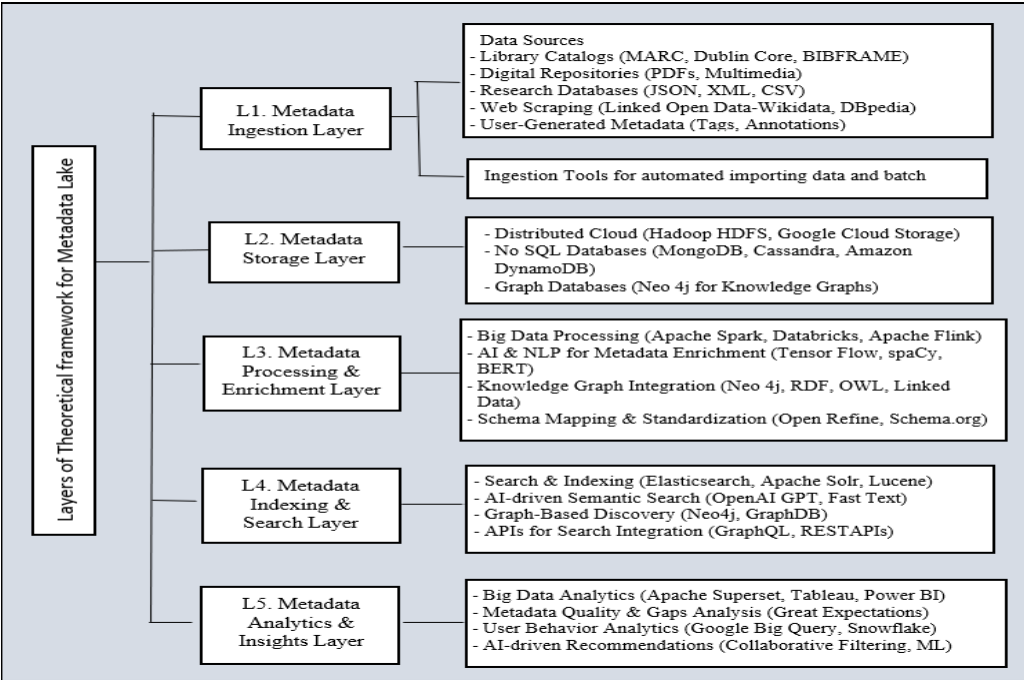 Layers of Theoretical framework for Metadata Lake
L1. Metadata
Ingestion Layer
Data Sources
- Library Catalogs (MARC, Dublin Core, BIBFRAME)
- Digital Repositories (PDFs, Multimedia)
- Research Databases (JSON, XML, CSV)
- Web Scraping (Linked Open Data-Wikidata, DBpedia)
- User-Generated Metadata (Tags, Annotations)
Ingestion Tools for automated importing data and batch
L2. Metadata
Storage Layer
- Distributed Cloud (Hadoop HDFS, Google Cloud Storage)
- No SQL Databases (MongoDB, Cassandra, Amazon
DynamoDB)
- Graph Databases (Neo 4j for Knowledge Graphs)
L3. Metadata
Processing &
Enrichment Layer
- Big Data Processing (Apache Spark, Databricks, Apache Flink)
- AI & NLP for Metadata Enrichment (Tensor Flow, spaCy,
BERT)
- Knowledge Graph Integration (Neo 4j, RDF, OWL, Linked
Data)
- Schema Mapping & Standardization (Open Refine, Schema.org)
L4. Metadata
Indexing &
Search Layer
- Search & Indexing (Elasticsearch, Apache Solr, Lucene)
- AI-driven Semantic Search (OpenAI GPT, Fast Text)
- Graph-Based Discovery (Neo4j, GraphDB)
- APIs for Search Integration (GraphQL, RESTAPIs)
L5. Metadata
Analytics &
Insights Layer
- Big Data Analytics (Apache Superset, Tableau, Power BI)
- Metadata Quality & Gaps Analysis (Great Expectations)
- User Behavior Analytics (Google Big Query, Snowflake)
- AI-driven Recommendations (Collaborative Filtering, ML)